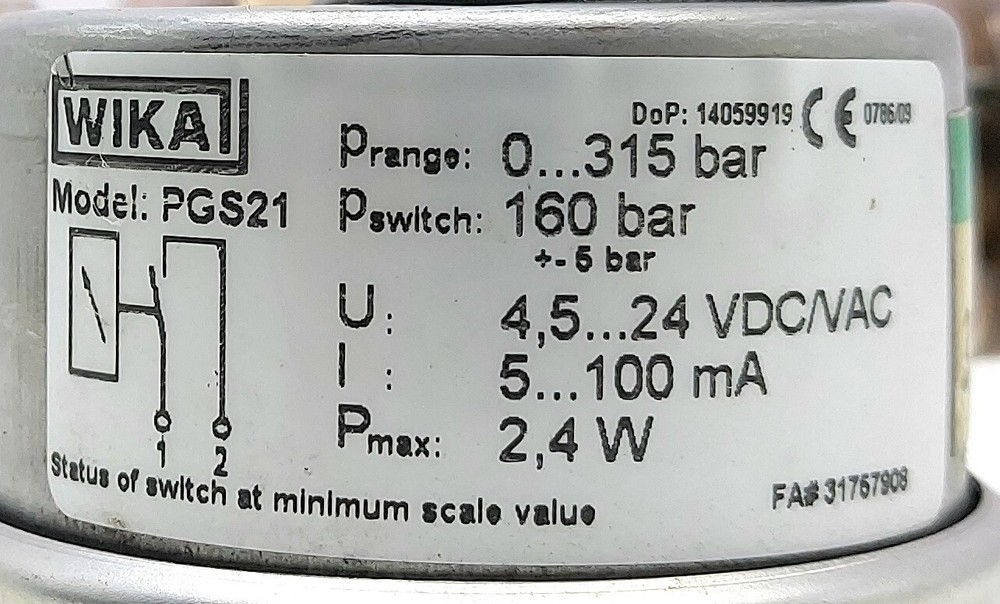 WIKA
DoP: 14059919 CE 0786/09
Model: PGS21
Prange: 0...315 bar
Pswitch: 160 bar
+- 5 bar
U : 4,5...24 VDC/VAC
I : 5...100 mA
Pmax: 2,4 W
1 2
Status of switch at minimum scale value
FA# 31767908